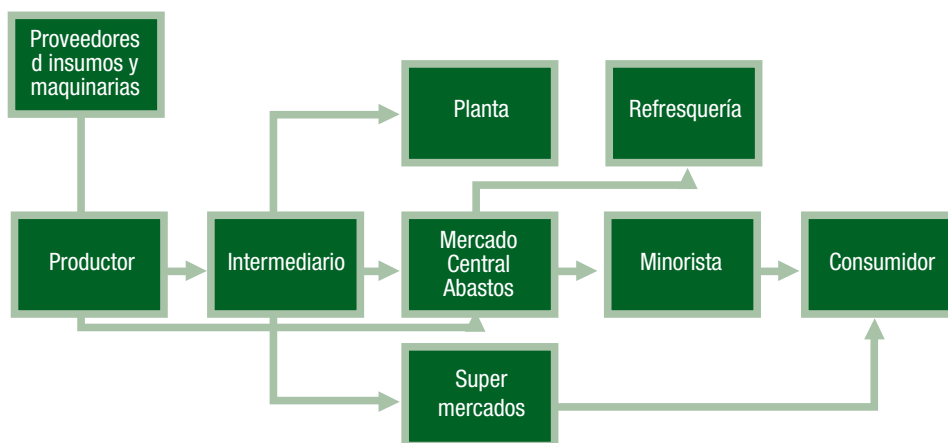 Proveedores
d insumos y
maquinarias
Planta
Refresquería
Productor
Intermediario
Mercado
Central
Abastos
Minorista
Consumidor
Super
mercados